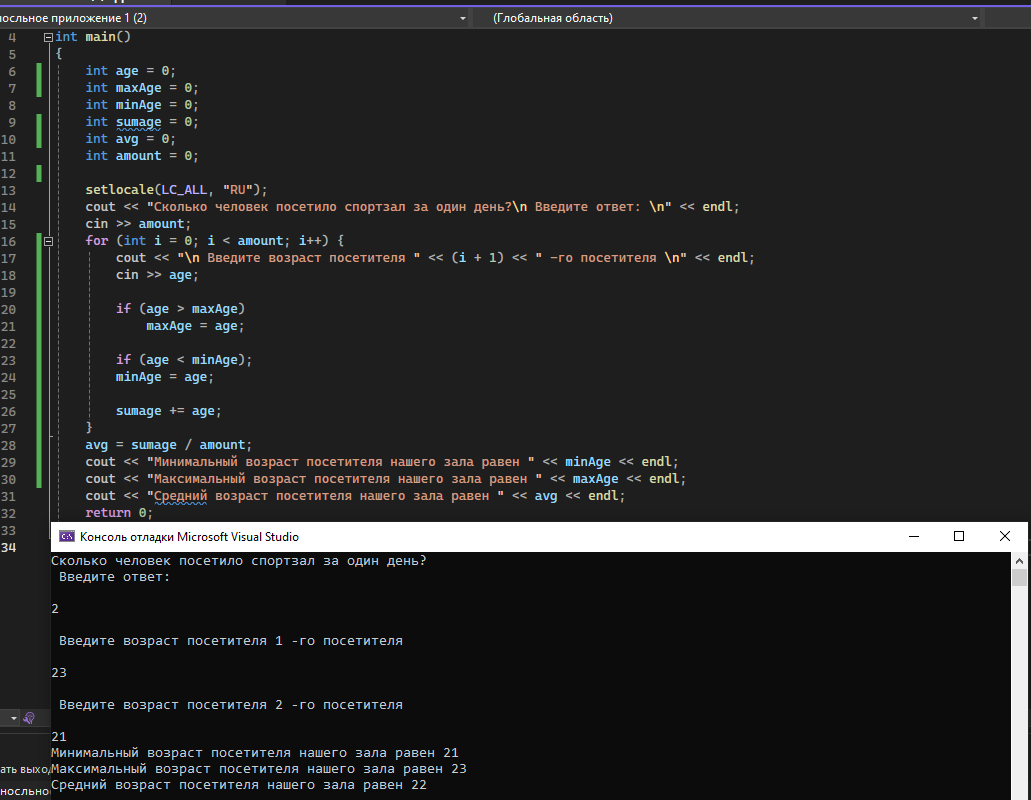 приложение 1 (2)
(Глобальная область)
4 int main()
5 {
6 int age = 0;
7 int maxAge = 0;
8 int minAge = 0;
9 int sumage = 0;
10 int avg = 0;
11 int amount = 0;
12
13 setlocale(LC_ALL, "RU");
14 cout << "Сколько человек посетило спортзал за один день?\n Введите ответ: \n" << endl;
15 cin >> amount;
16 for (int i = 0; i < amount; i++) {
17 cout << "\n Введите возраст посетителя " << (i + 1) << " -го посетителя \n" << endl;
18 cin >> age;
19
20 if (age > maxAge)
21 maxAge = age;
22
23 if (age < minAge);
24 minAge = age;
25
26 sumage += age;
27 }
28 avg = sumage / amount;
29 cout << "Минимальный возраст посетителя нашего зала равен " << minAge << endl;
30 cout << "Максимальный возраст посетителя нашего зала равен " << maxAge << endl;
31 cout << "Средний возраст посетителя нашего зала равен " << avg << endl;
32 return 0;
33
34
Консоль отладки Microsoft Visual Studio
Сколько человек посетило спортзал за один день?
Введите ответ:
2
Введите возраст посетителя 1 -го посетителя
23
Введите возраст посетителя 2 -го посетителя
21
Минимальный возраст посетителя нашего зала равен 21
Максимальный возраст посетителя нашего зала равен 23
Средний возраст посетителя нашего зала равен 22